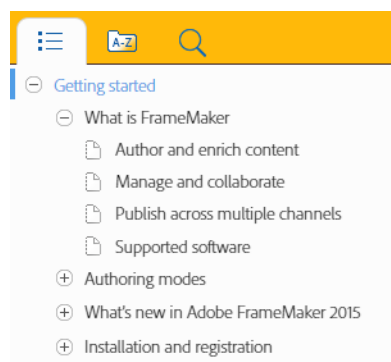 A-Z
Getting started
What is FrameMaker
Author and enrich content
Manage and collaborate
Publish across multiple channels
Supported software
Authoring modes
What's new in Adobe FrameMaker 2015
Installation and registration